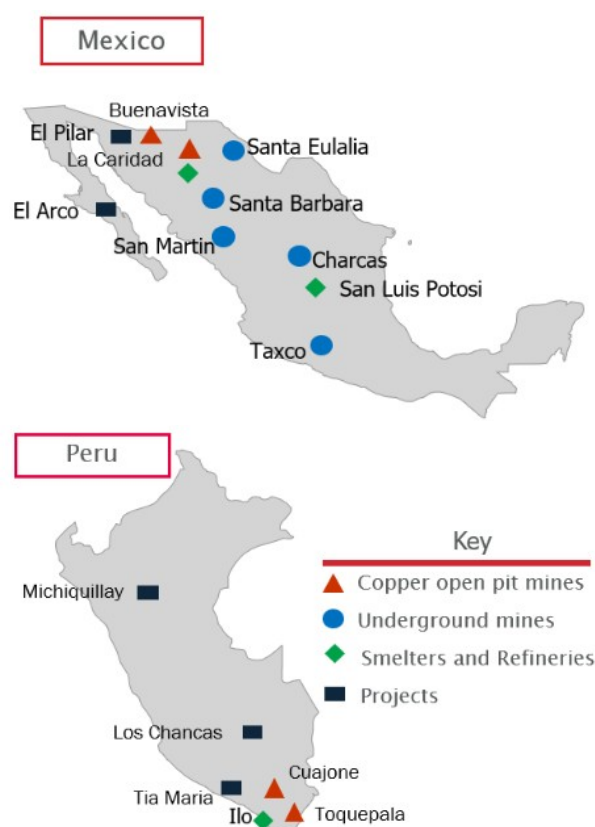 Mexico
Buenavista
El Pilar
La Caridad
Santa Eulalia
El Arco
Santa Barbara
San Martin
Charcas
San Luis Potosi
Taxco
Peru
Key
Michiquillay
Copper open pit mines
Underground mines
Smelters and Refineries
Projects
Los Chancas
Cuajone
Tia Maria
Ilo
Toquepala